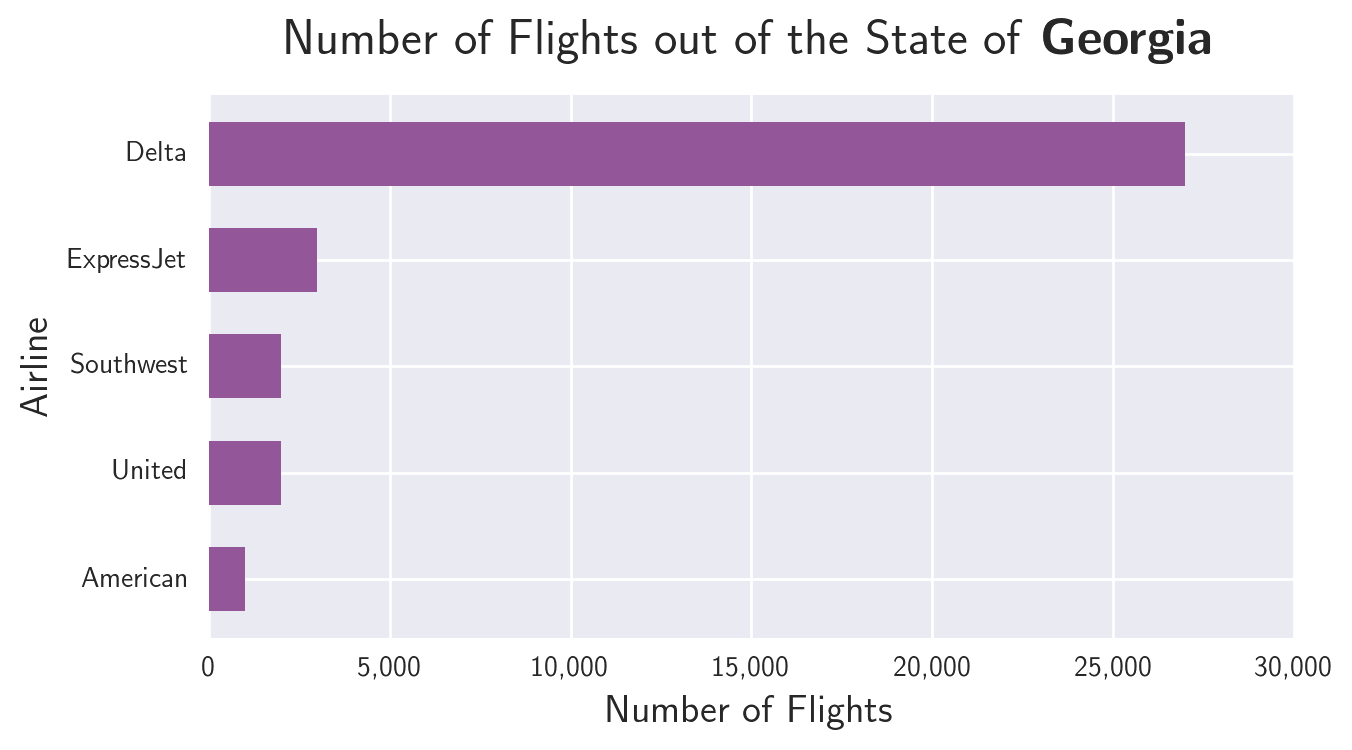 Number of Flights out of the State of Georgia
Airline
Delta
ExpressJet
Southwest
United
American
0 5,000 10,000 15,000 20,000 25,000 30,000
Number of Flights